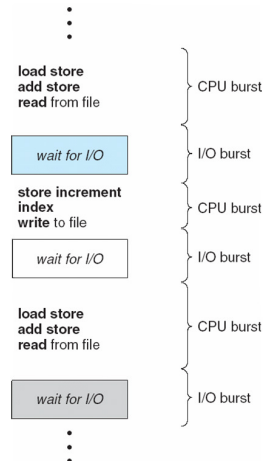 load store
add store
read from file
CPU burst
wait for I/O
I/O burst
store increment
index
write to file
CPU burst
wait for I/O
I/O burst
load store
add store
read from file
CPU burst
wait for I/O
I/O burst